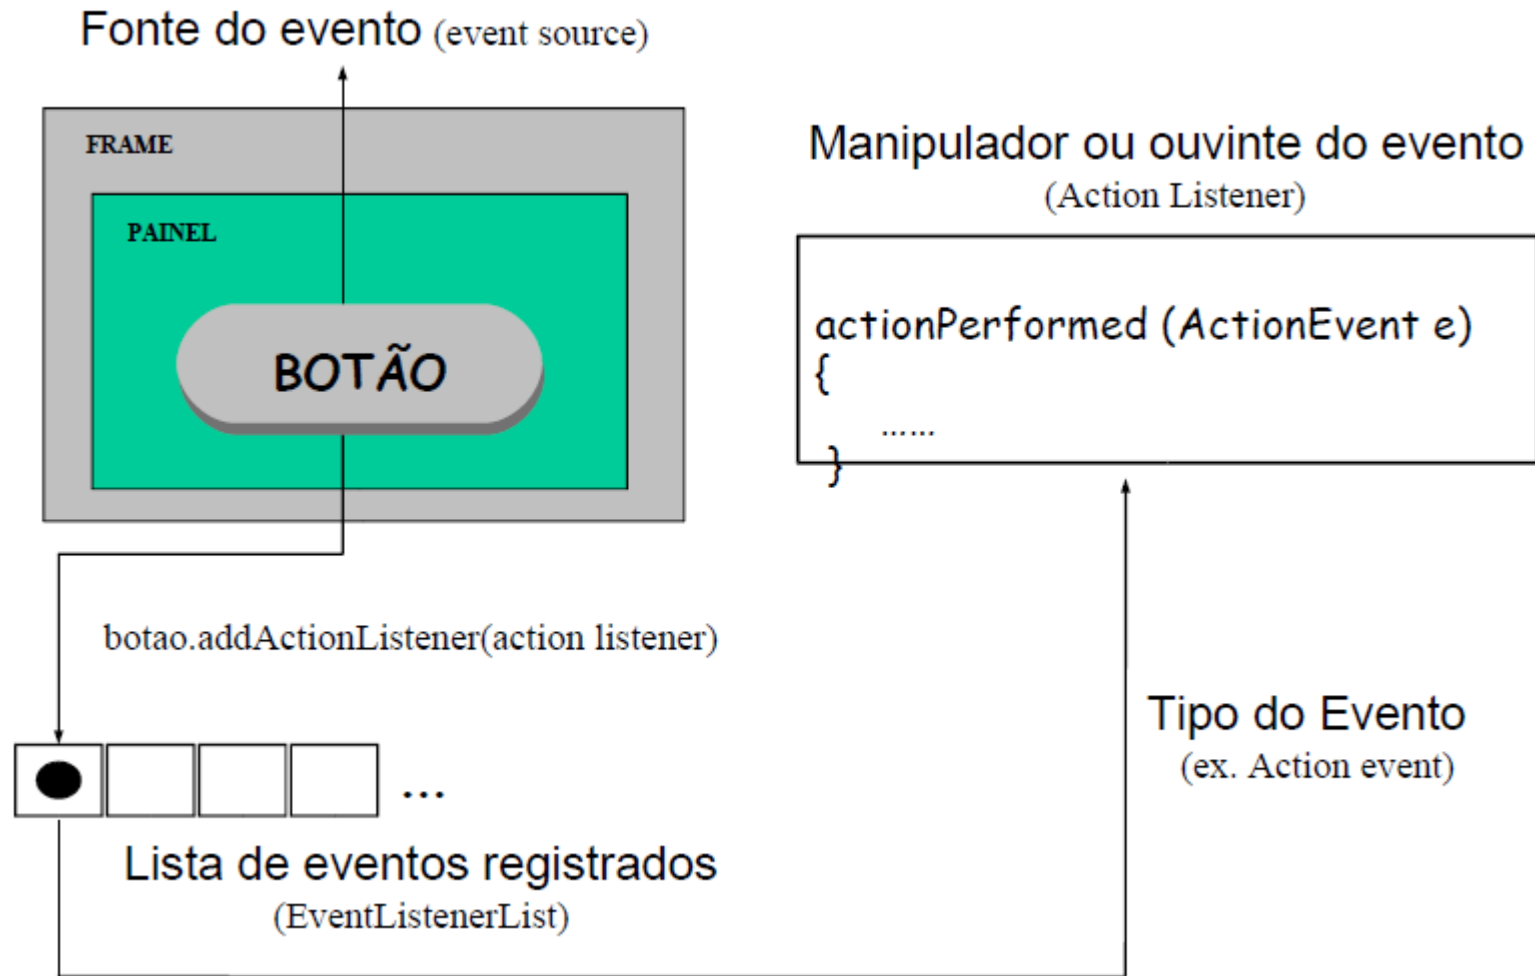 Fonte do evento (event source)
FRAME
PAINEL
BOTÃO
botao.addActionListener(action listener)
...
Lista de eventos registrados
(EventListenerList)
Manipulador ou ouvinte do evento
(Action Listener)
actionPerformed (ActionEvent e)
{
......
}
Tipo do Evento
(ex. Action event)